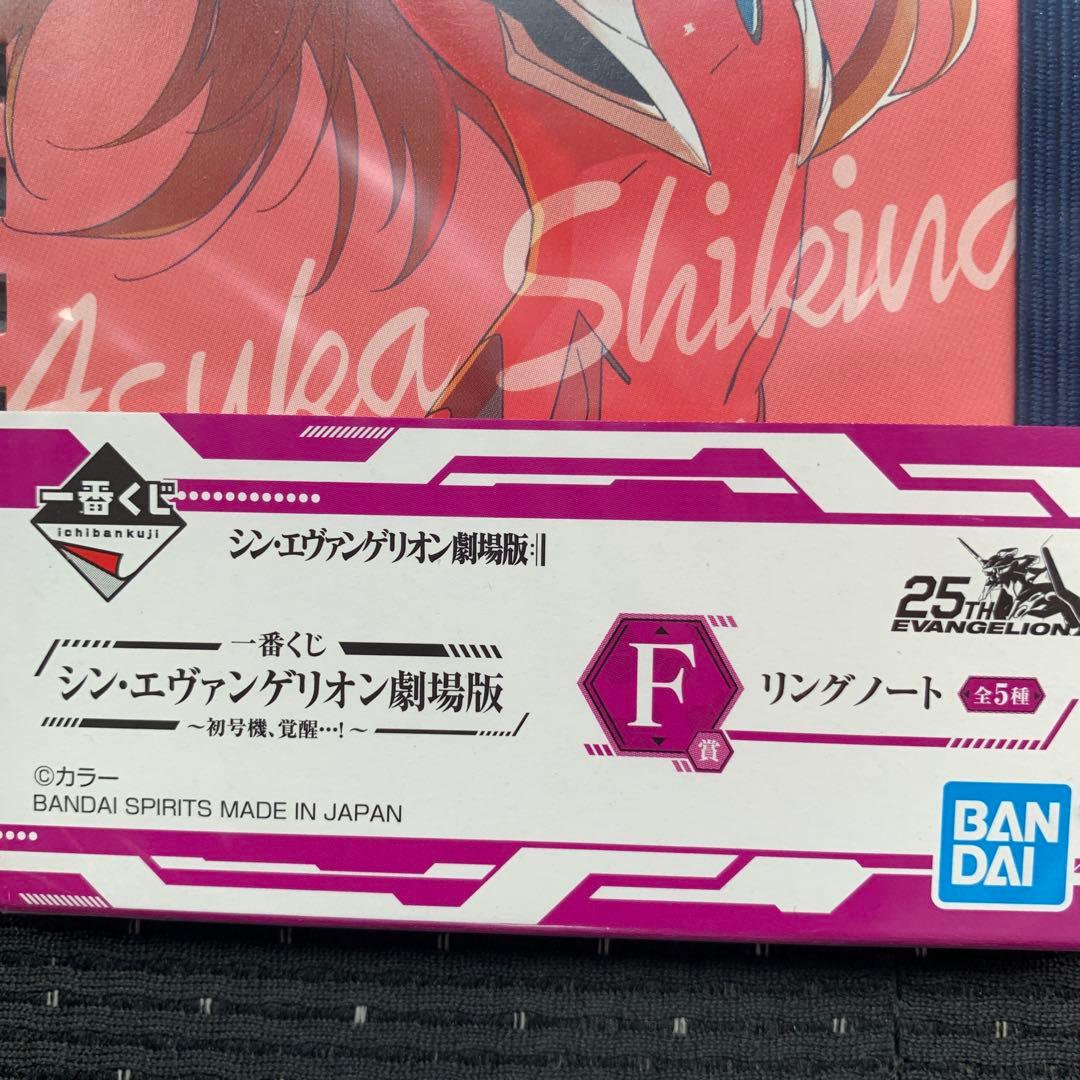 Asuka Shikina
一番くじ
ichibankuji
シン・エヴァンゲリオン劇場版:||
25TH
EVANGELION
一番くじ
シン・エヴァンゲリオン劇場版
～初号機、覚醒…!～
F
賞
リングノート
全5種
©カラー
BANDAI SPIRITS MADE IN JAPAN
BAN
DAI